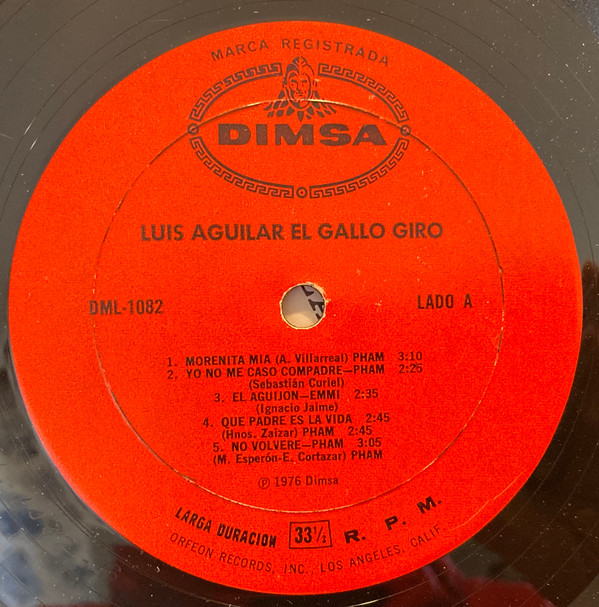 MARCA REGISTRADA
DIMSA
LUIS AGUILAR EL GALLO GIRO
DML-1082
LADO A
1. MORENITA MIA (A. Villarreal) PHAM 3:10
2. YO NO ME CASO COMPADRE—PHAM 2:25
(Sebastián Curiel)
3. EL AGUIJON—EMMI 2:35
(Ignacio Jaime)
4. QUE PADRE ES LA VIDA 2:45
(Hnos. Zaizar) PHAM 2:45
5. NO VOLVERE—PHAM 3:05
(M. Esperón-E. Cortazar) PHAM
Ⓟ 1976 Dimsa
LARGA DURACION 33⅓ R. P. M.
ORFEON RECORDS, INC., LOS ANGELES, CALIF.